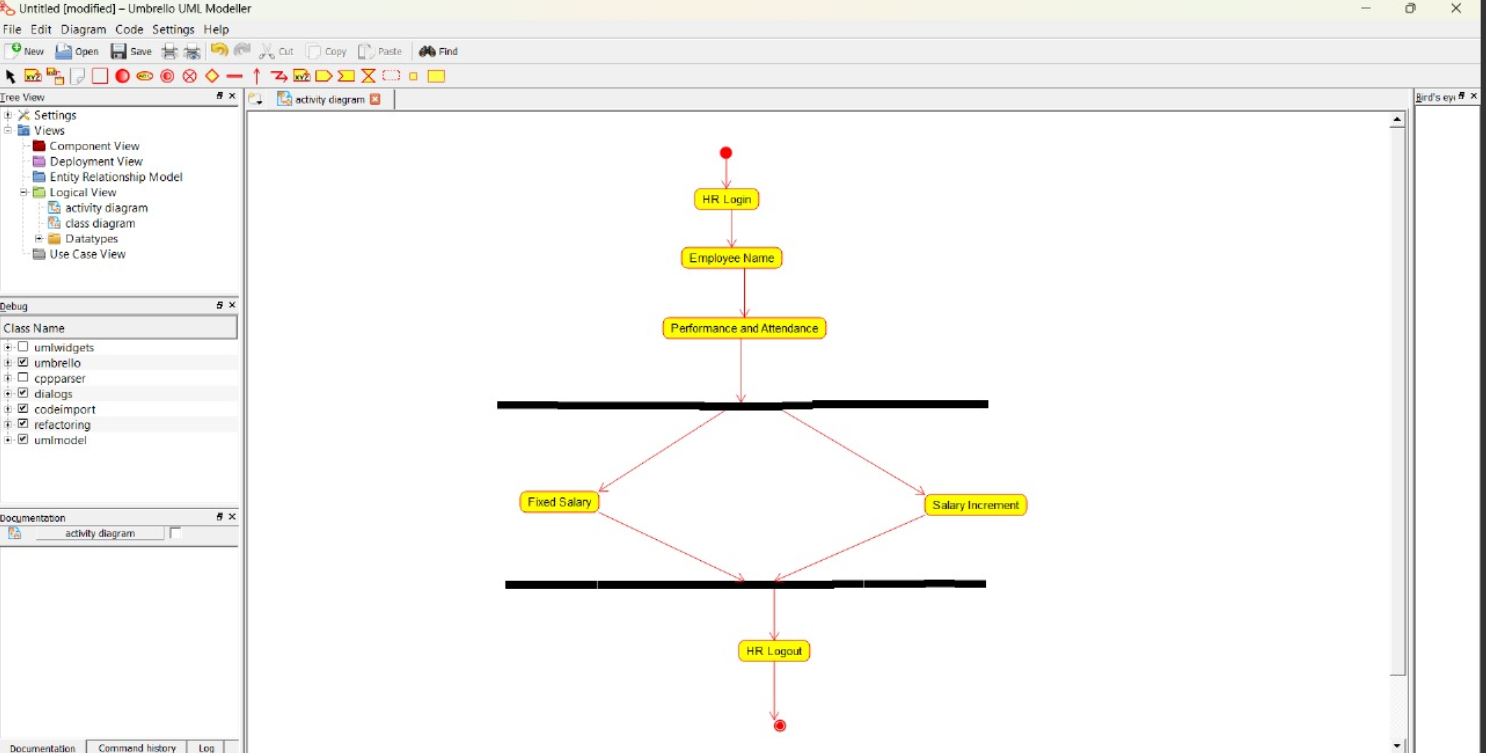 Untitled [modified] – Umbrello UML Modeller
File Edit Diagram Code Settings Help
New Open Save Cut Copy Paste Find
Tree View
activity diagram
Bird's ey
Settings
Views
Component View
Deployment View
Entity Relationship Model
Logical View
activity diagram
class diagram
Datatypes
Use Case View
Debug
Class Name
umlwidgets
umbrello
cppparser
dialogs
codeimport
refactoring
umlmodel
Documentation
activity diagram
Documentation Command history Log
HR Login
Employee Name
Performance and Attendance
Fixed Salary
Salary Increment
HR Logout